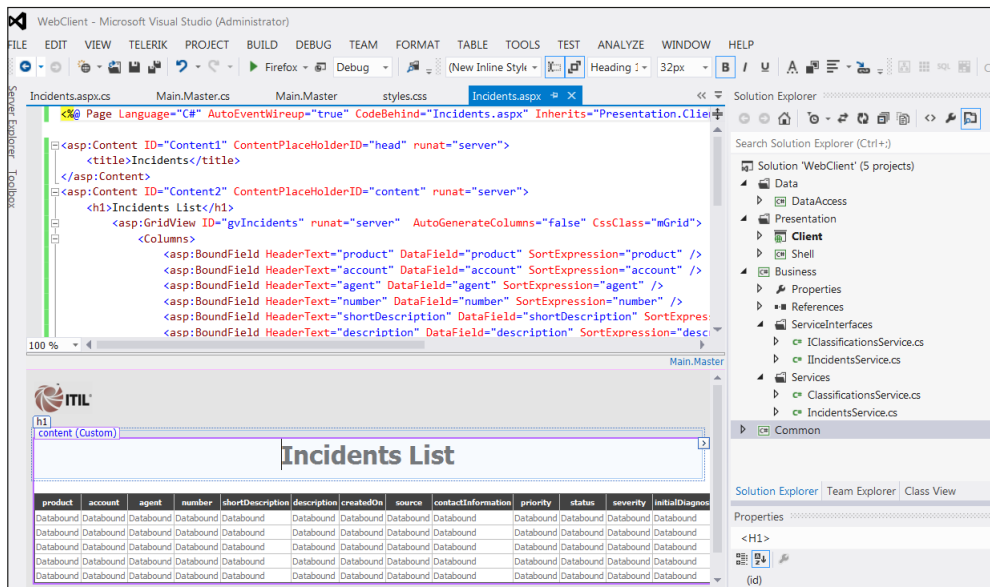 WebClient - Microsoft Visual Studio (Administrator)
FILE EDIT VIEW TELERIK PROJECT BUILD DEBUG TEAM FORMAT TABLE TOOLS TEST ANALYZE WINDOW HELP
Firefox Debug (New Inline Style Heading 1 32px B I U A
Server Explorer
Toolbox
Incidents.aspx.cs Main.Master.cs Main.Master styles.css Incidents.aspx
<%@ Page Language="C#" AutoEventWireup="true" CodeBehind="Incidents.aspx" Inherits="Presentation.Clie
<asp:Content ID="Content1" ContentPlaceHolderID="head" runat="server">
<title>Incidents</title>
</asp:Content>
<asp:Content ID="Content2" ContentPlaceHolderID="content" runat="server">
<h1>Incidents List</h1>
<asp:GridView ID="gvIncidents" runat="server" AutoGenerateColumns="false" CssClass="mGrid">
<Columns>
<asp:BoundField HeaderText="product" DataField="product" SortExpression="product" />
<asp:BoundField HeaderText="account" DataField="account" SortExpression="account" />
<asp:BoundField HeaderText="agent" DataField="agent" SortExpression="agent" />
<asp:BoundField HeaderText="number" DataField="number" SortExpression="number" />
<asp:BoundField HeaderText="shortDescription" DataField="shortDescription" SortExpres
<asp:BoundField HeaderText="description" DataField="description" SortExpression="desc
100 %
Main.Master
ITIL
h1
content (Custom)
Incidents List
product account agent number shortDescription description createdOn source contactInformation priority status severity initialDiagnos
Databound Databound Databound Databound Databound Databound Databound Databound Databound Databound Databound Databound Databound
Databound Databound Databound Databound Databound Databound Databound Databound Databound Databound Databound Databound Databound
Databound Databound Databound Databound Databound Databound Databound Databound Databound Databound Databound Databound Databound
Databound Databound Databound Databound Databound Databound Databound Databound Databound Databound Databound Databound Databound
Databound Databound Databound Databound Databound Databound Databound Databound Databound Databound Databound Databound Databound
Solution Explorer
Search Solution Explorer (Ctrl+;)
Solution 'WebClient' (5 projects)
Data
DataAccess
Presentation
Client
Shell
Business
Properties
References
ServiceInterfaces
IClassificationsService.cs
IIncidentsService.cs
Services
ClassificationsService.cs
IncidentsService.cs
Common
Solution Explorer Team Explorer Class View
Properties
<H1>
(id)